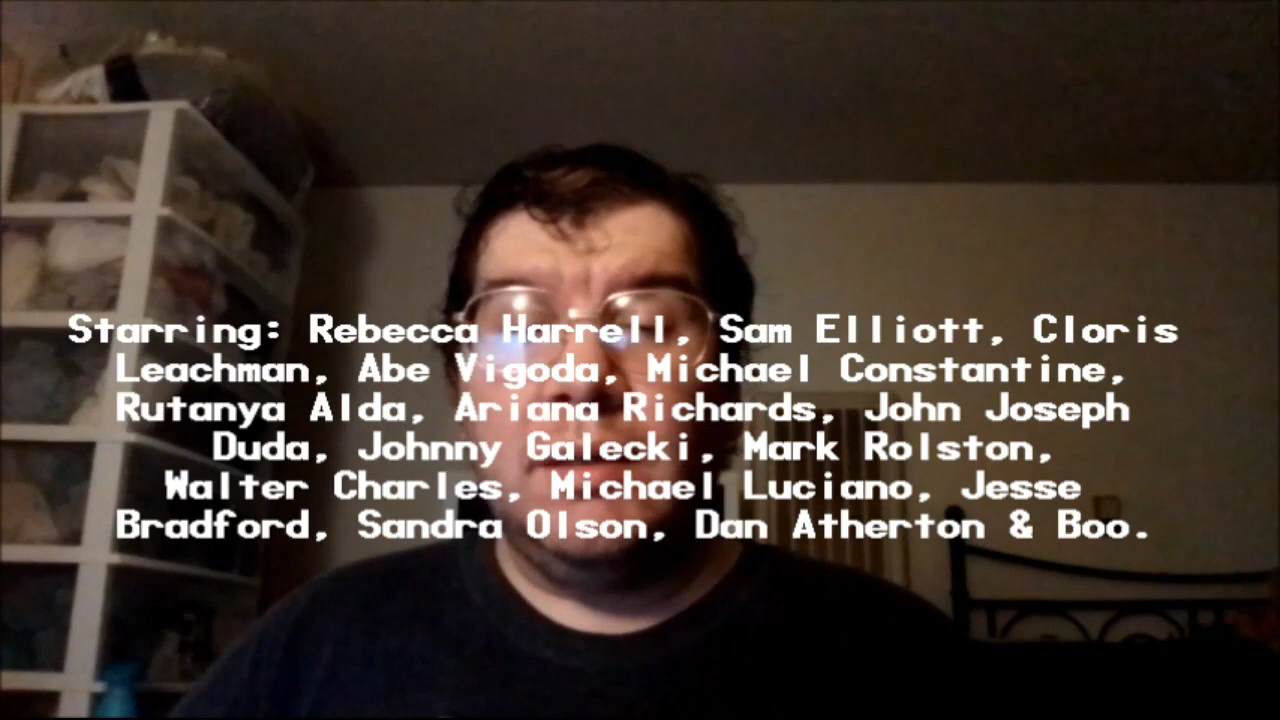 Starring: Rebecca Harrell, Sam Elliott, Cloris
Leachman, Abe Vigoda, Michael Constantine,
Rutanya Alda, Ariana Richards, John Joseph
Duda, Johnny Galecki, Mark Rolston,
Walter Charles, Michael Luciano, Jesse
Bradford, Sandra Olson, Dan Atherton & Boo.